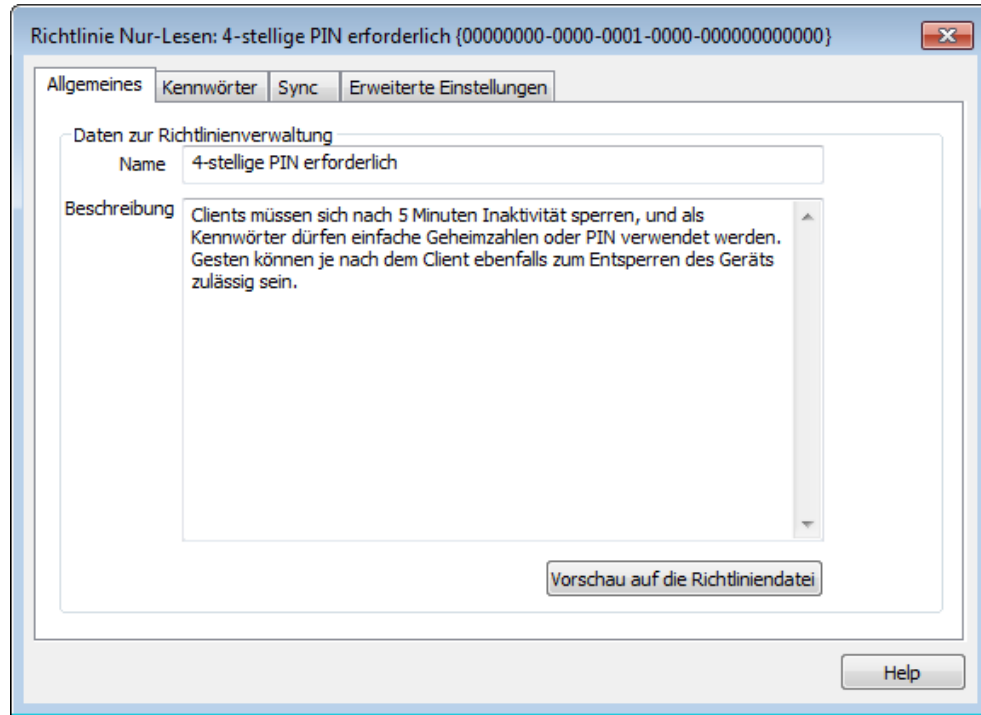 Richtlinie Nur-Lesen: 4-stellige PIN erforderlich {00000000-0000-0001-0000-000000000000}
Allgemeines Kennwörter Sync Erweiterte Einstellungen
Daten zur Richtlinienverwaltung
Name 4-stellige PIN erforderlich
Beschreibung Clients müssen sich nach 5 Minuten Inaktivität sperren, und als
Kennwörter dürfen einfache Geheimzahlen oder PIN verwendet werden.
Gesten können je nach dem Client ebenfalls zum Entsperren des Geräts
zulässig sein.
Vorschau auf die Richtliniendatei
Help